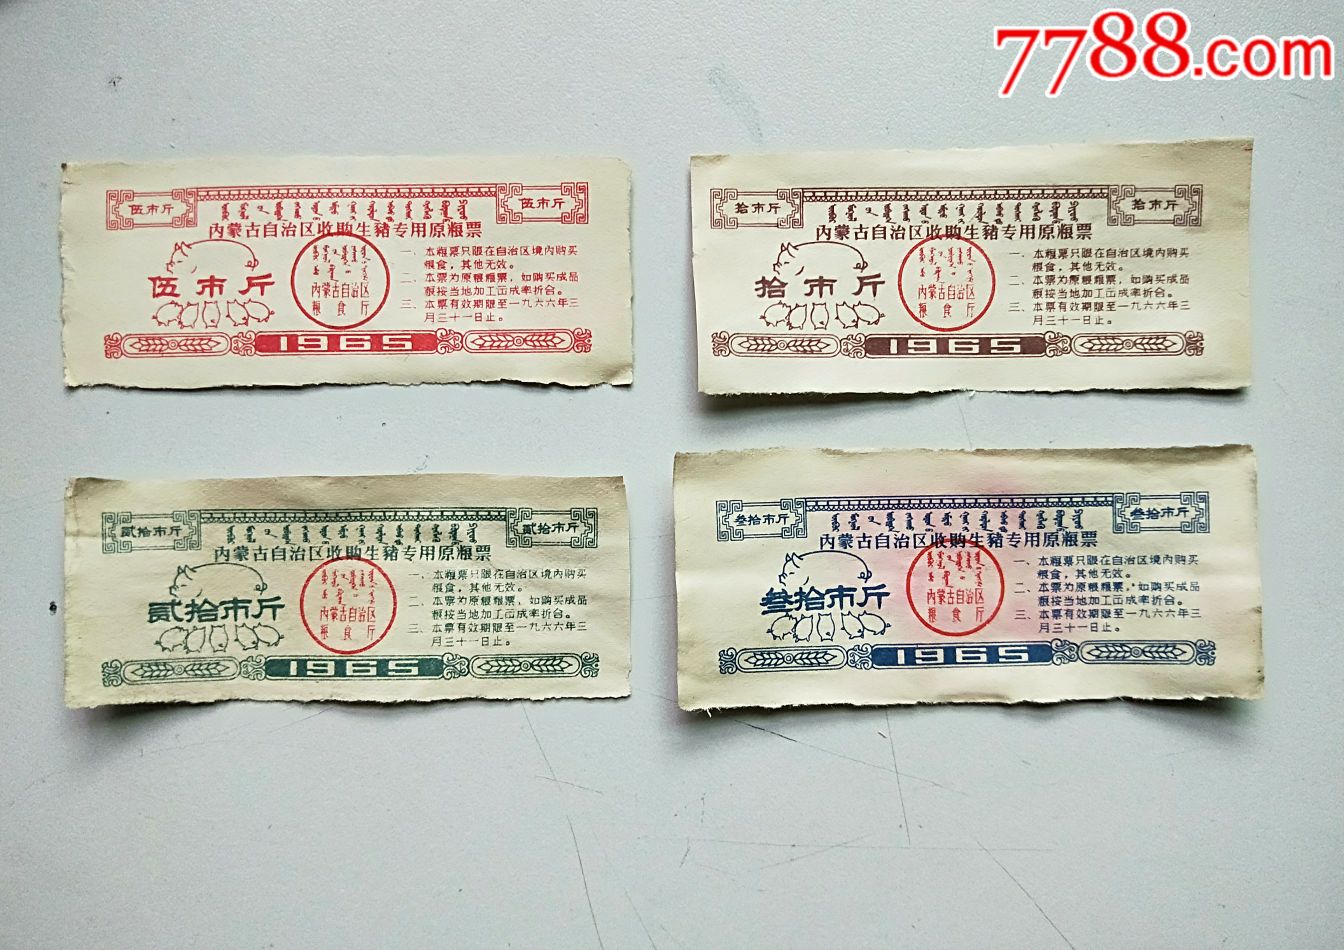 7788.com
伍市斤
伍市斤
内蒙古自治区收购生豬专用原粮票
伍市斤
一、本粮票只限在自治区境内购买
粮食，其他无效。
二、本票为原粮粮票，如购买成品
粮按当地加工出成率折合。
三、本票有效期限至一九六六年三
月三十一日止。
内蒙古自治区
粮食厅
1965
拾市斤
拾市斤
内蒙古自治区收购生豬专用原粮票
拾市斤
一、本粮票只限在自治区境内购买
粮食，其他无效。
二、本票为原粮粮票，如购买成品
粮按当地加工出成率折合。
三、本票有效期限至一九六六年三
月三十一日止。
内蒙古自治区
粮食厅
1965
贰拾市斤
贰拾市斤
内蒙古自治区收购生豬专用原粮票
贰拾市斤
一、本粮票只限在自治区境内购买
粮食，其他无效。
二、本票为原粮粮票，如购买成品
粮按当地加工出成率折合。
三、本票有效期限至一九六六年三
月三十一日止。
内蒙古自治区
粮食厅
1965
叁拾市斤
叁拾市斤
内蒙古自治区收购生豬专用原粮票
叁拾市斤
一、本粮票只限在自治区境内购买
粮食，其他无效。
二、本票为原粮粮票，如购买成品
粮按当地加工出成率折合。
三、本票有效期限至一九六六年三
月三十一日止。
内蒙古自治区
粮食厅
1965